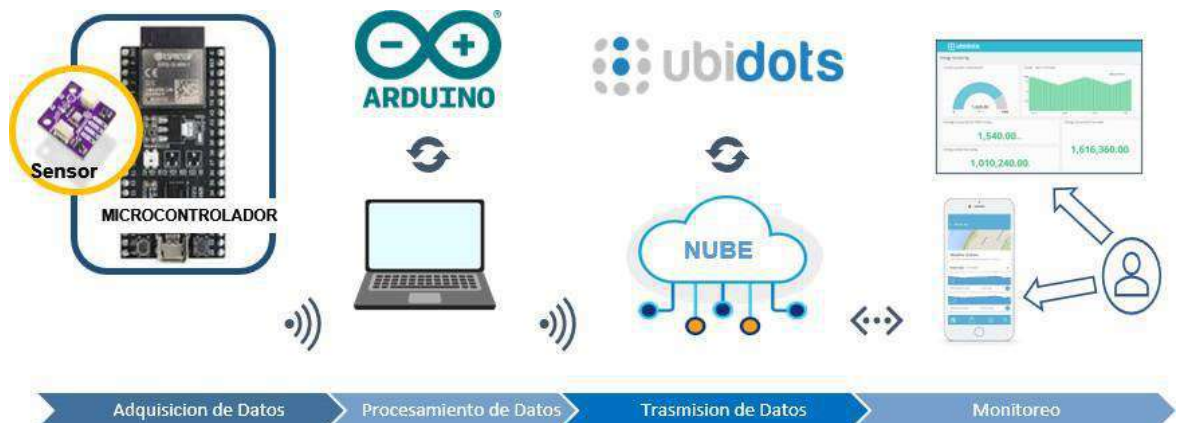 Sensor
MICROCONTROLADOR
ARDUINO
ubidots
NUBE
ubidots
1,540.00
1,010,240.00
1,616,360.00
Adquisicion de Datos
Procesamiento de Datos
Trasmision de Datos
Monitoreo